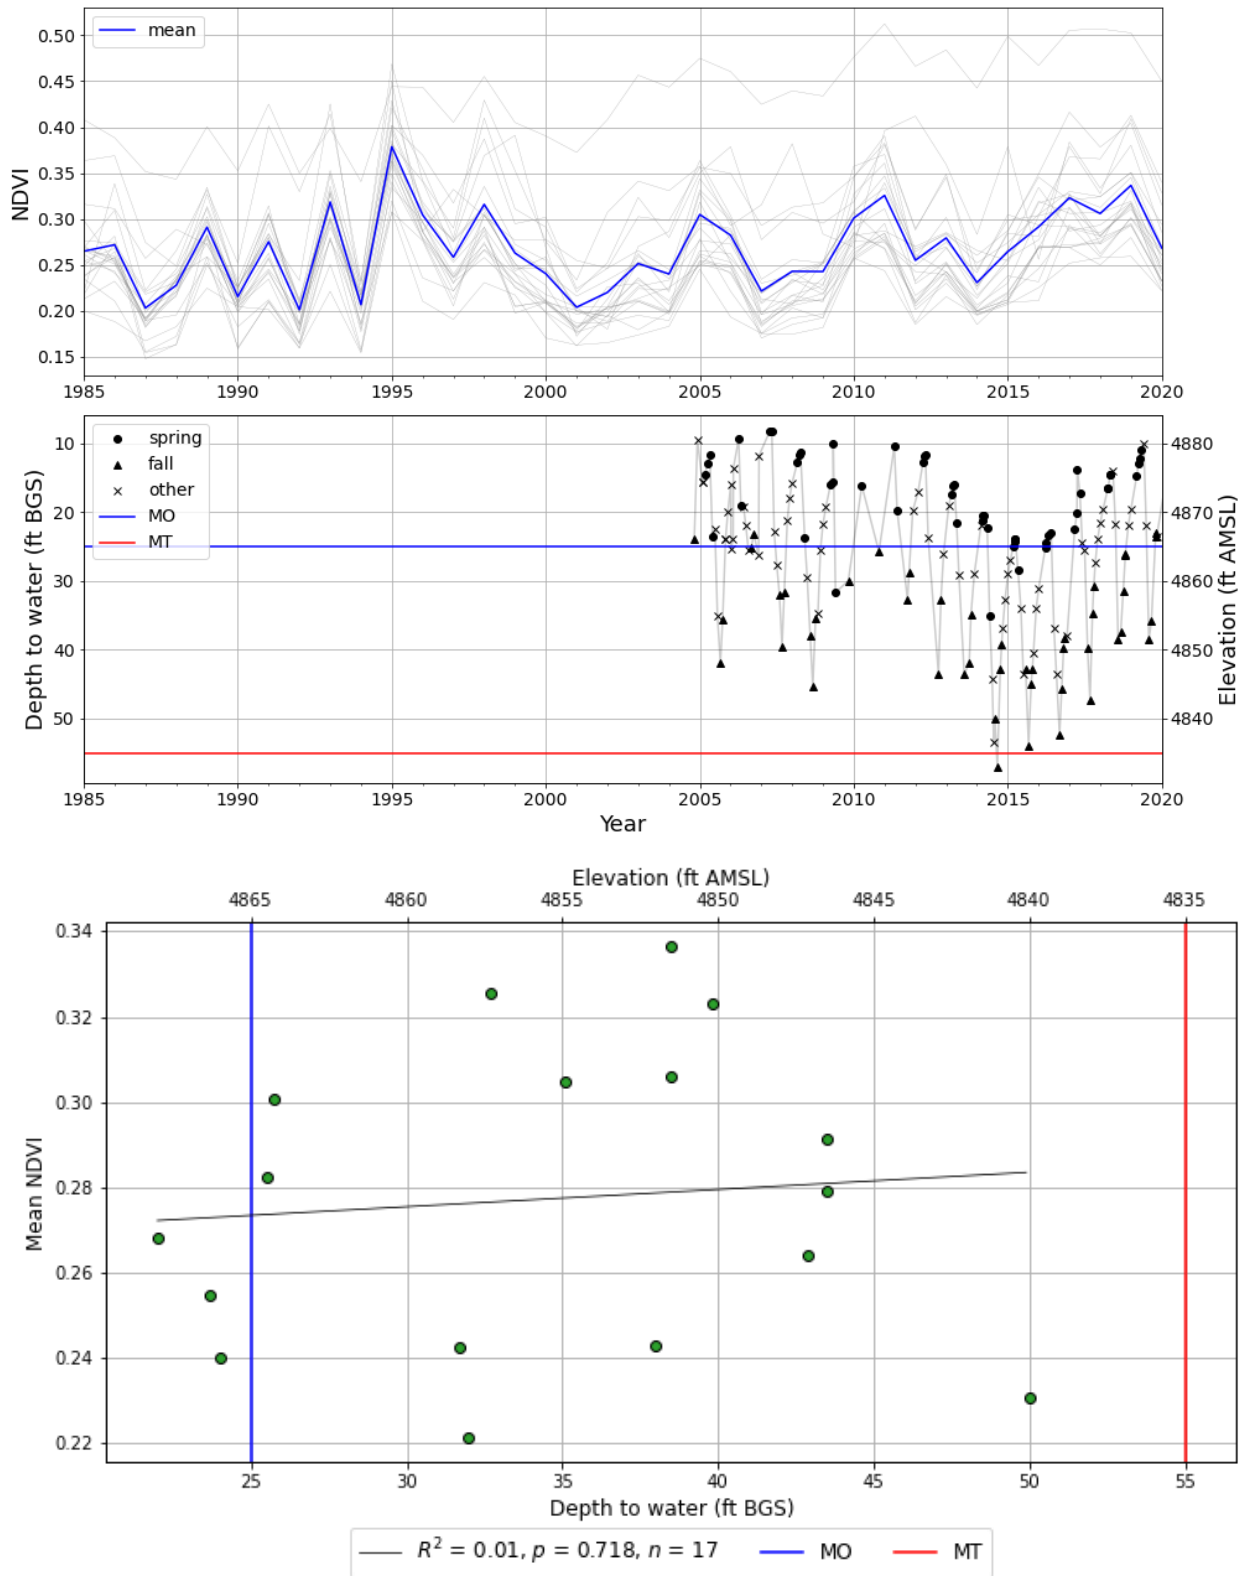 mean
NDVI
0.50
0.45
0.40
0.35
0.30
0.25
0.20
0.15
1985 1990 1995 2000 2005 2010 2015 2020
spring
fall
other
MO
MT
Depth to water (ft BGS)
10
20
30
40
50
4880
4870
4860
4850
4840
Elevation (ft AMSL)
1985 1990 1995 2000 2005 2010 2015 2020
Year
Elevation (ft AMSL)
4865 4860 4855 4850 4845 4840 4835
Mean NDVI
0.34
0.32
0.30
0.28
0.26
0.24
0.22
25 30 35 40 45 50 55
Depth to water (ft BGS)
R² = 0.01, p = 0.718, n = 17 MO MT